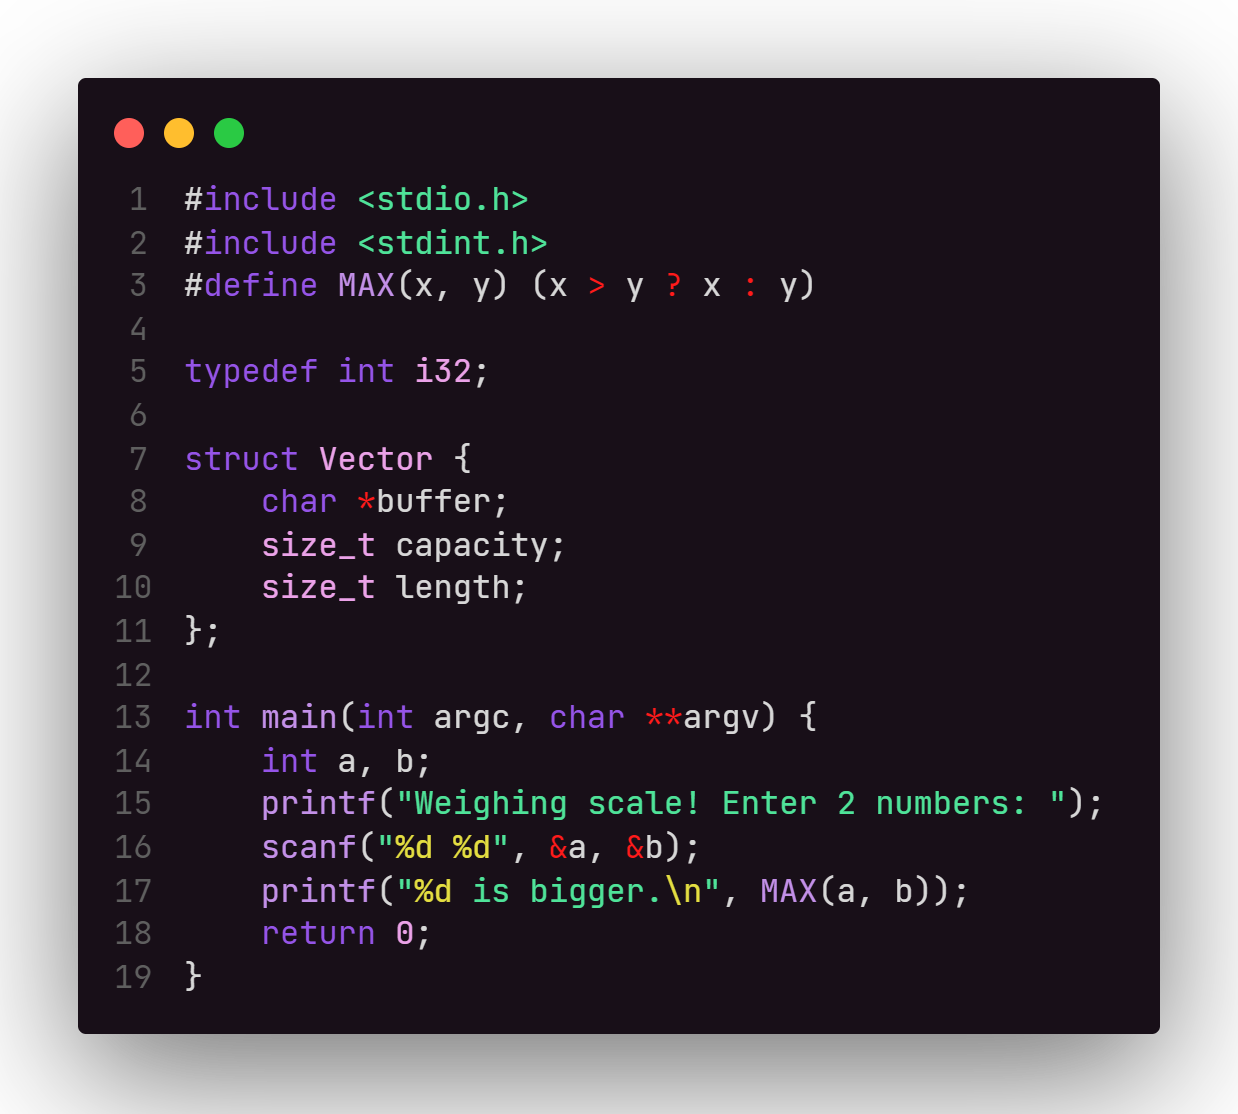 1 #include <stdio.h>
2 #include <stdint.h>
3 #define MAX(x, y) (x > y ? x : y)
4
5 typedef int i32;
6
7 struct Vector {
8     char *buffer;
9     size_t capacity;
10     size_t length;
11 };
12
13 int main(int argc, char **argv) {
14     int a, b;
15     printf("Weighing scale! Enter 2 numbers: ");
16     scanf("%d %d", &a, &b);
17     printf("%d is bigger.\n", MAX(a, b));
18     return 0;
19 }